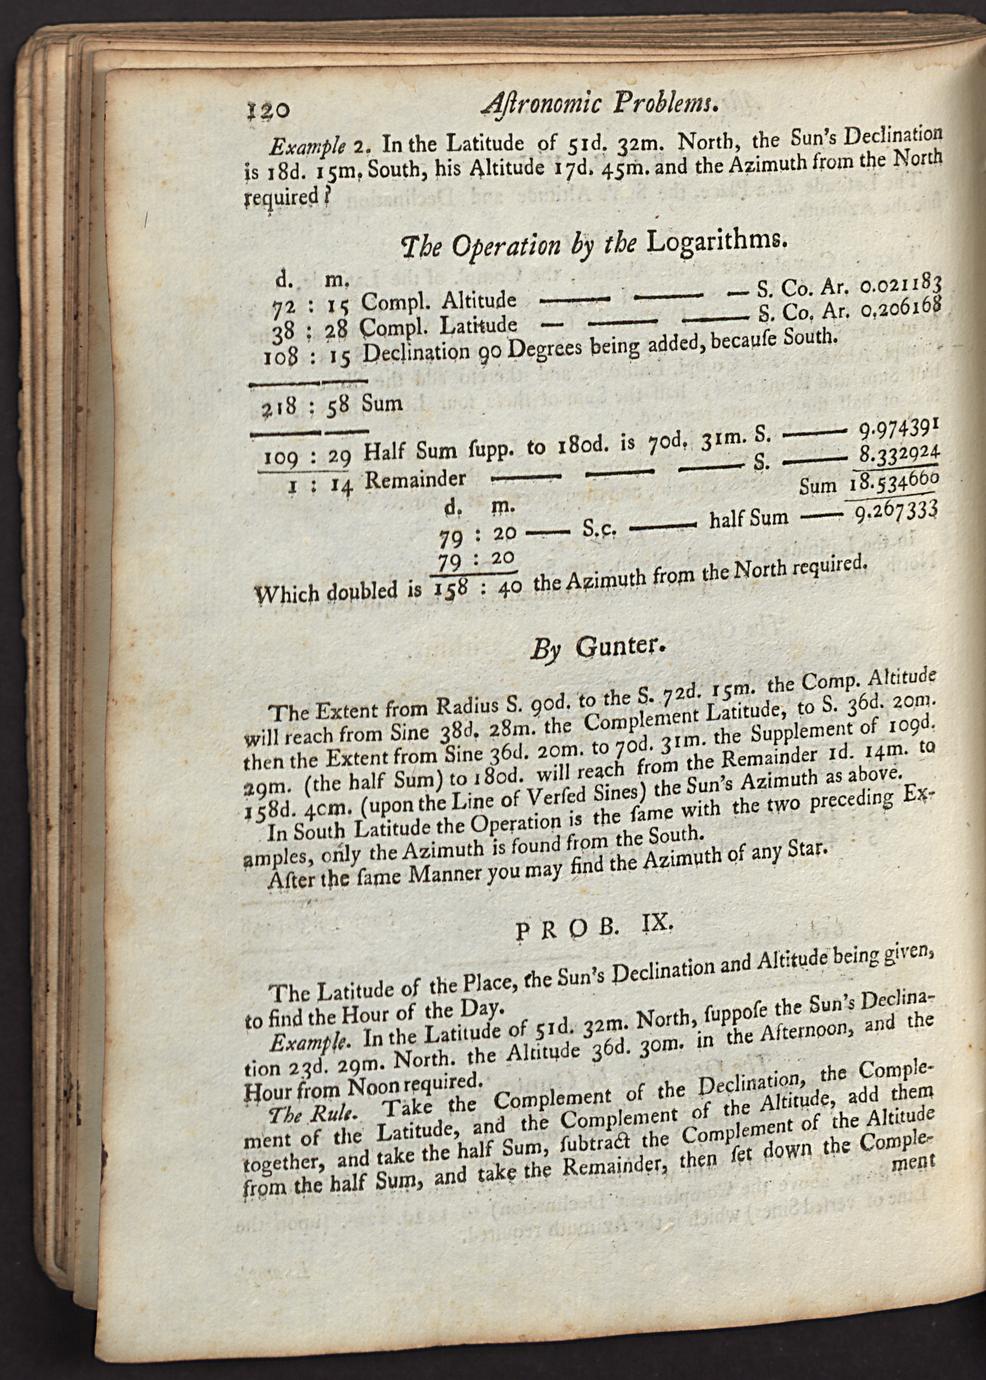 120 Aſtronomic Problems.
Example 2. In the Latitude of 51d. 32m. North, the Sun's Declination
is 18d. 15m. South, his Altitude 17d. 45m. and the Azimuth from the North
required?
The Operation by the Logarithms.
d. m.
72 : 15 Compl. Altitude — — — S. Co. Ar. 0.021183
38 : 28 Compl. Latitude — — — S. Co. Ar. 0.206168
108 : 15 Declination 90 Degrees being added, becauſe South.
218 : 58 Sum
109 : 29 Half Sum ſupp. to 180d. is 70d. 31m. S. — 9.974391
1 : 14 Remainder — — — S. — 8.332924
Sum 18.534660
d. m.
79 : 20 — S.c. — half Sum — 9.267333
79 : 20
Which doubled is 158 : 40 the Azimuth from the North required.
By Gunter.
The Extent from Radius S. 90d. to the S. 72d. 15m. the Comp. Altitude
will reach from Sine 38d. 28m. the Complement Latitude, to S. 36d. 20m.
then the Extent from Sine 36d. 20m. to 70d. 31m. the Supplement of 109d.
29m. (the half Sum) to 180d. will reach from the Remainder 1d. 14m. to
158d. 4cm. (upon the Line of Verſed Sines) the Sun's Azimuth as above.
In South Latitude the Operation is the ſame with the two preceding Ex-
amples, only the Azimuth is found from the South.
After the ſame Manner you may find the Azimuth of any Star.
PROB. IX.
The Latitude of the Place, the Sun's Declination and Altitude being given,
to find the Hour of the Day.
Example. In the Latitude of 51d. 32m. North, ſuppoſe the Sun's Declina-
tion 23d. 29m. North. the Altitude 36d. 30m. in the Afternoon, and the
Hour from Noon required.
The Rule. Take the Complement of the Declination, the Comple-
ment of the Latitude, and the Complement of the Altitude, add them
together, and take the half Sum, ſubtract the Complement of the Altitude
from the half Sum, and take the Remainder, then ſet down the Comple-
ment